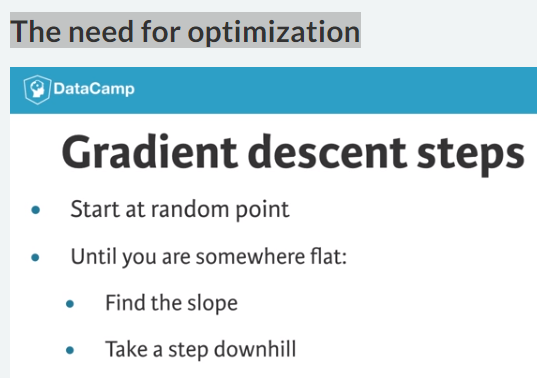 The need for optimization
DataCamp
Gradient descent steps
Start at random point
Until you are somewhere flat:
Find the slope
Take a step downhill